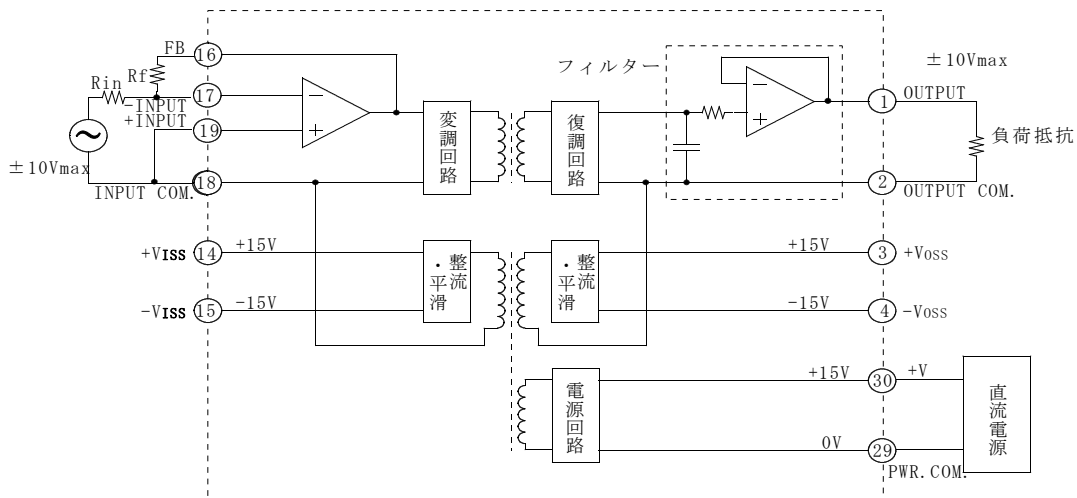 FB
16
Rf
Rin
17
-INPUT
+INPUT
19
±10Vmax
INPUT COM.
18
変調回路
復調回路
フィルター
±10Vmax
1
OUTPUT
負荷抵抗
2
OUTPUT COM.
+VISS
14
+15V
整流・平滑
整流・平滑
+15V
3
+VOSS
-VISS
15
-15V
-15V
4
-VOSS
電源回路
+15V
30
+V
直流電源
0V
29
PWR.COM.